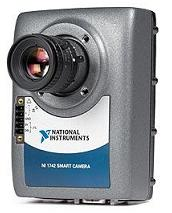 NATIONAL
INSTRUMENTS
NI 1742 SMART CAMERA